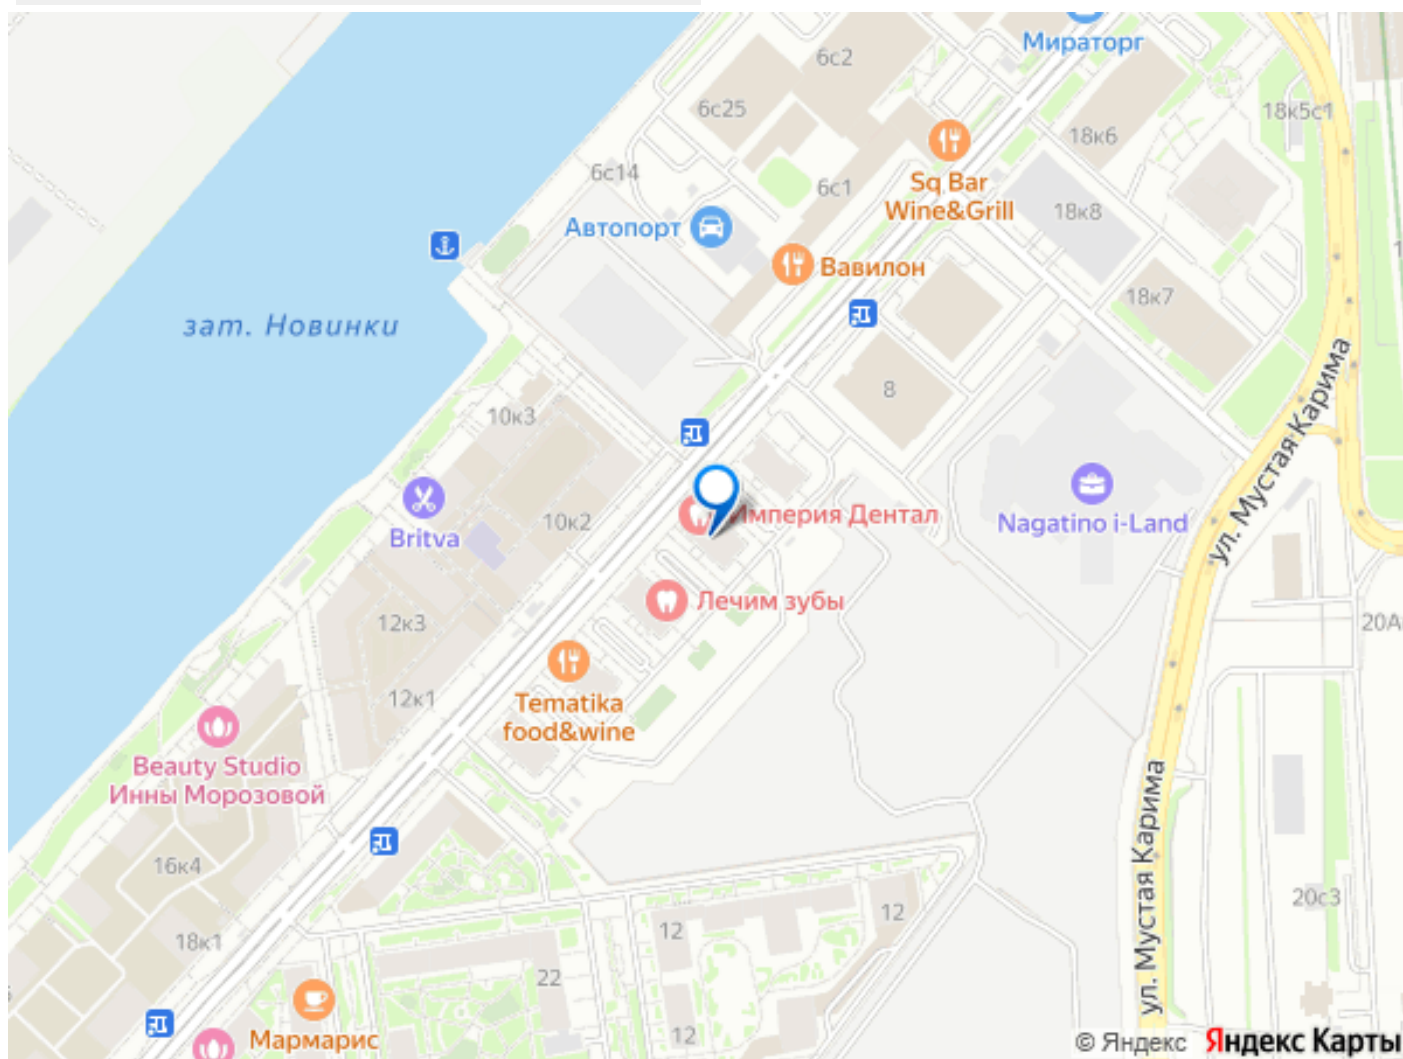 Мираторг
6с2
6с25
18к5с1
18к6
6с14
6с1
Sq Bar
Wine&Grill
18к8
Автопорт
Вавилон
18к7
зат. Новинки
8
10к3
ул. Мустая Карима
Империя Дентал
10к2
Nagatino i-Land
Britva
Лечим зубы
12к3
20А
12к1
Tematika
food&wine
Beauty Studio
Инны Морозовой
16к4
ул. Мустая Карима
20с3
12
12
18к1
22
12
Мармарис
© Яндекс Яндекс Карты